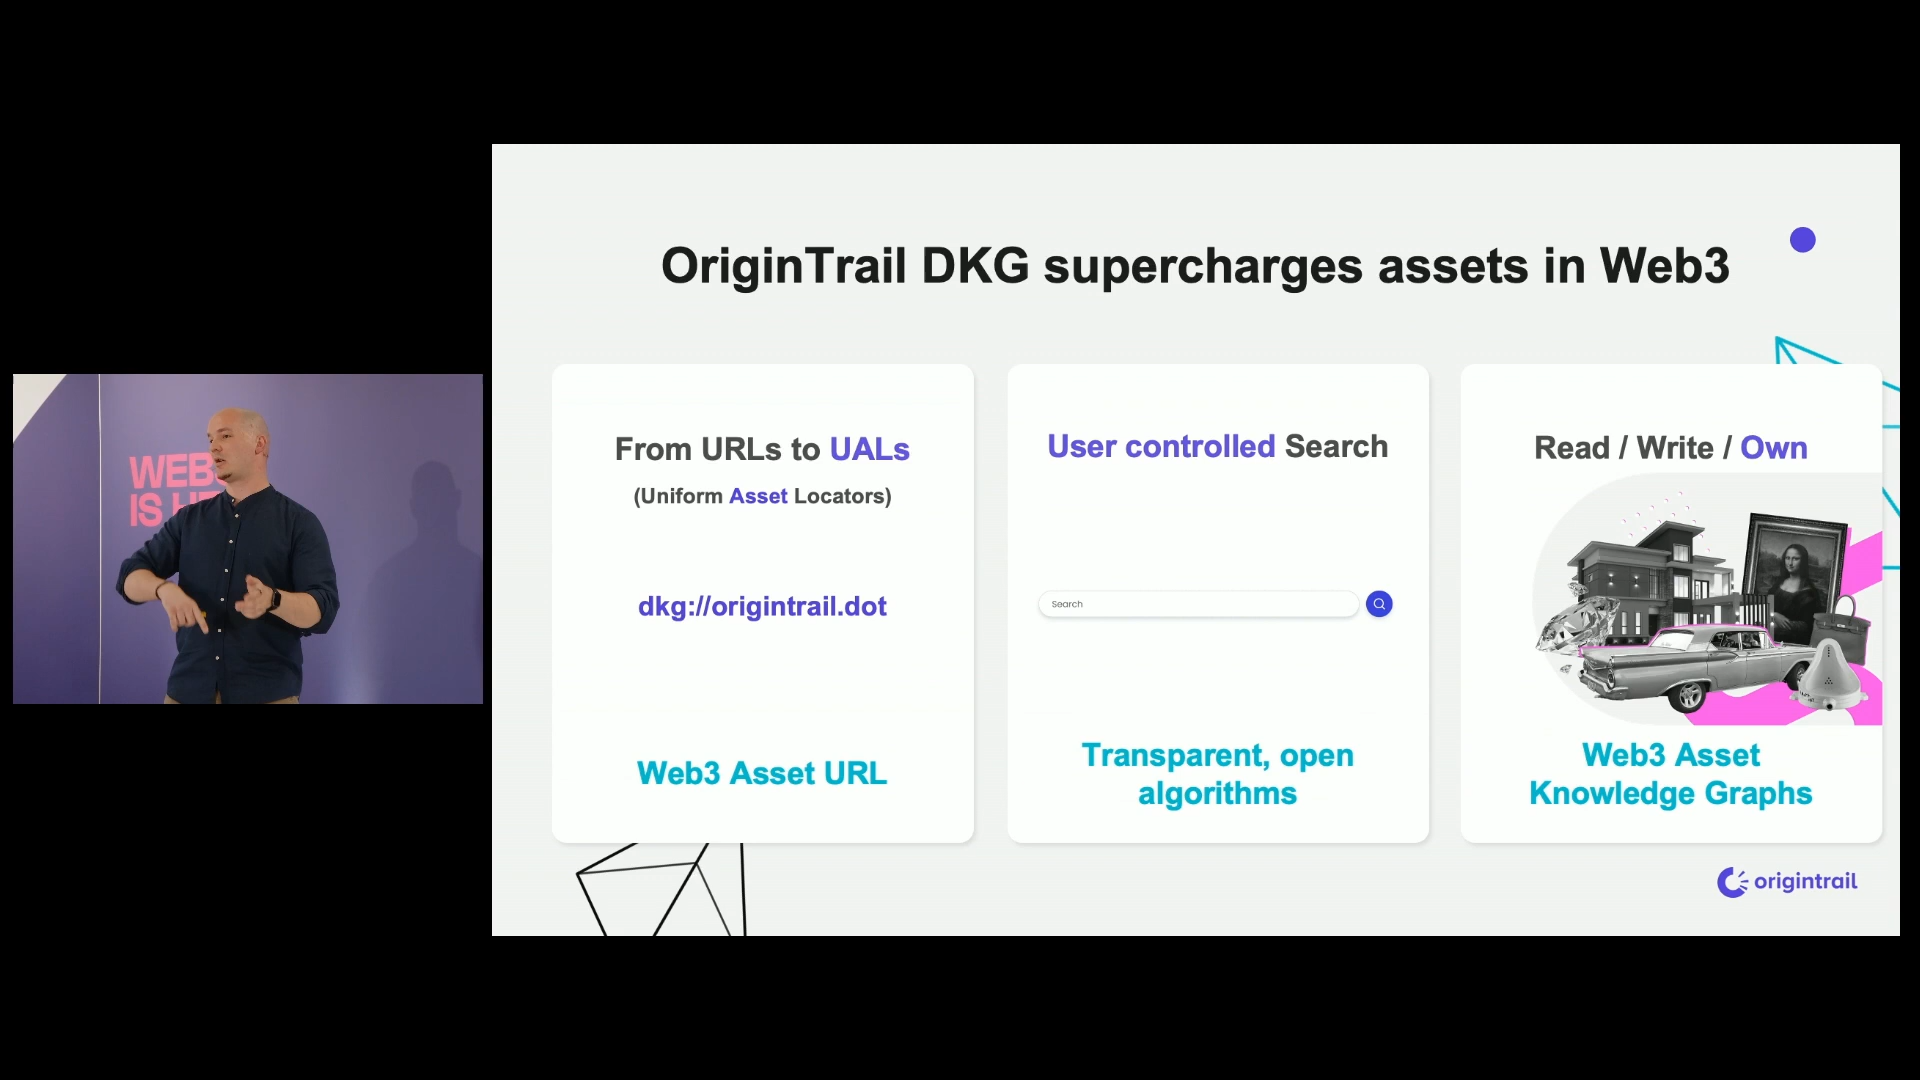 WEB
IS
OriginTrail DKG supercharges assets in Web3
From URLs to UALs
(Uniform Asset Locators)
dkg://origintrail.dot
Web3 Asset URL
User controlled Search
Search
Transparent, open
algorithms
Read / Write / Own
Web3 Asset
Knowledge Graphs
origintrail